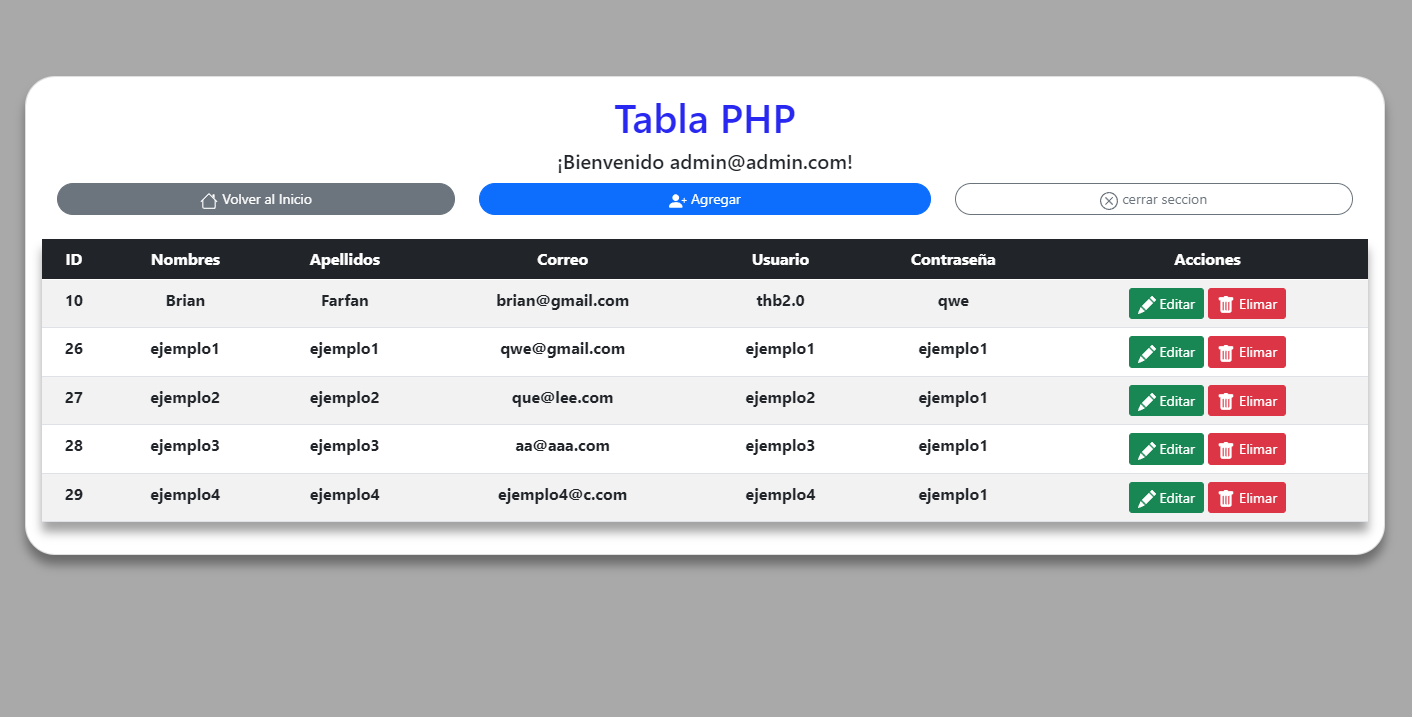 Tabla PHP
¡Bienvenido admin@admin.com!
Volver al Inicio Agregar cerrar seccion
ID Nombres Apellidos Correo Usuario Contraseña Acciones
10 Brian Farfan brian@gmail.com thb2.0 qwe Editar Elimar
26 ejemplo1 ejemplo1 qwe@gmail.com ejemplo1 ejemplo1 Editar Elimar
27 ejemplo2 ejemplo2 que@lee.com ejemplo2 ejemplo1 Editar Elimar
28 ejemplo3 ejemplo3 aa@aaa.com ejemplo3 ejemplo1 Editar Elimar
29 ejemplo4 ejemplo4 ejemplo4@c.com ejemplo4 ejemplo1 Editar Elimar